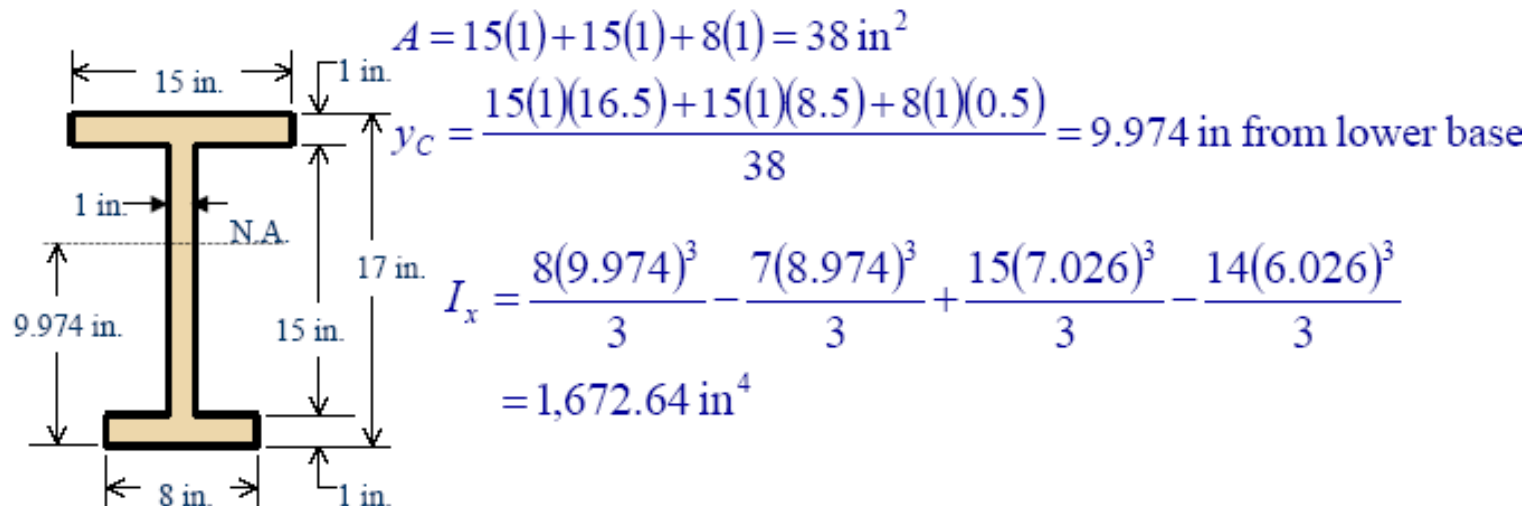 A = 15(1)+15(1)+8(1) = 38 in²
15 in.
1 in.
y_C = (15(1)(16.5)+15(1)(8.5)+8(1)(0.5))/38 = 9.974 in from lower base
1 in.
N.A.
17 in.
I_x = 8(9.974)³/3 − 7(8.974)³/3 + 15(7.026)³/3 − 14(6.026)³/3
9.974 in.
15 in.
= 1,672.64 in⁴
8 in.
1 in.